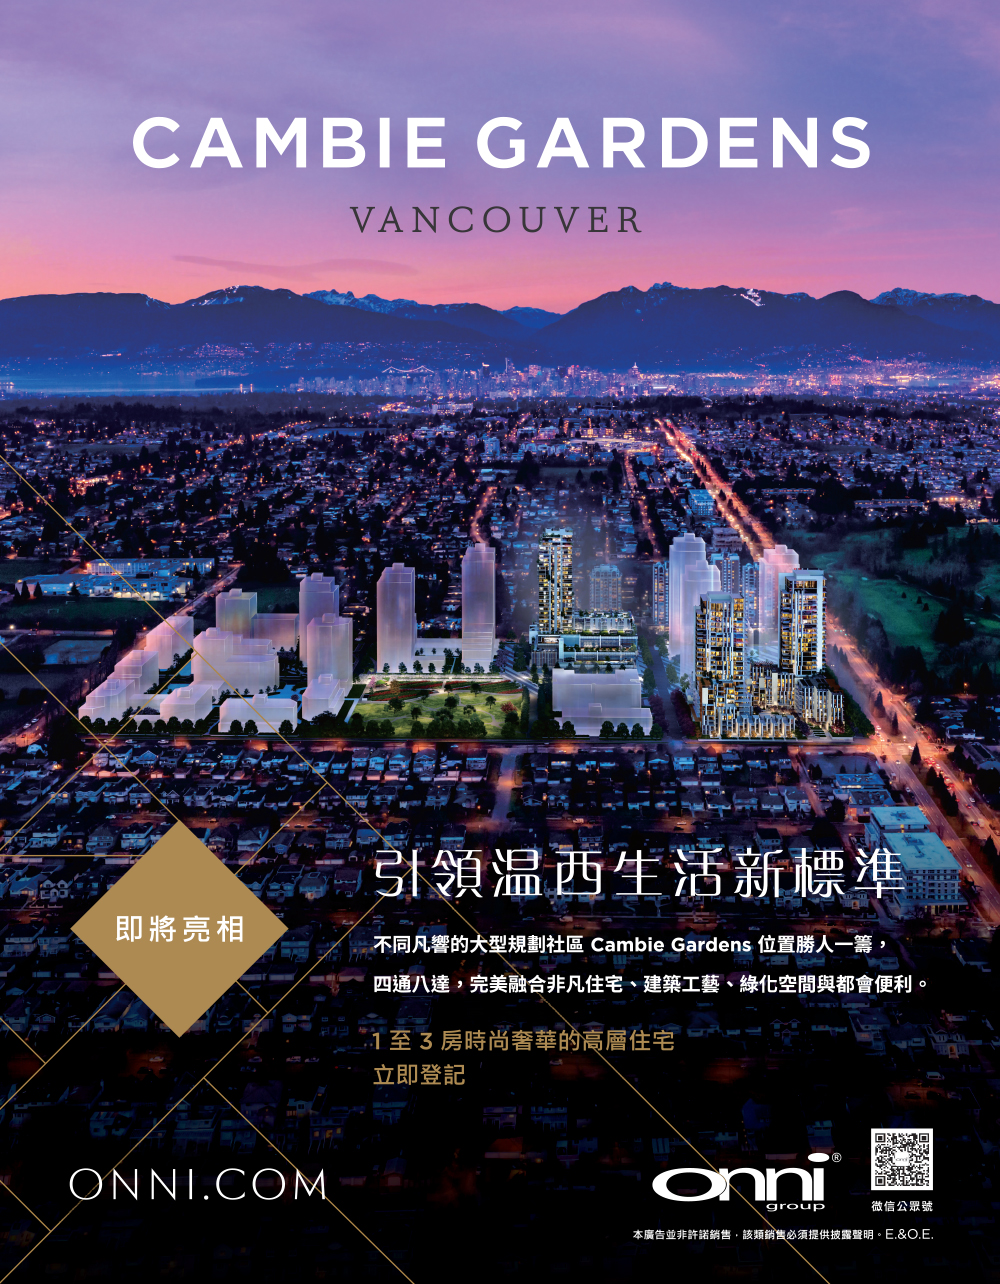 CAMBIE GARDENS
VANCOUVER
引領温西生活新標準
即將亮相
不同凡響的大型規劃社區 Cambie Gardens 位置勝人一籌，
四通八達，完美融合非凡住宅、建築工藝、綠化空間與都會便利。
1 至 3 房時尚奢華的高層住宅
立即登記
ONNI.COM
onni®
group
微信公眾號
本廣告並非許諾銷售，該類銷售必須提供披露聲明。E.&O.E.